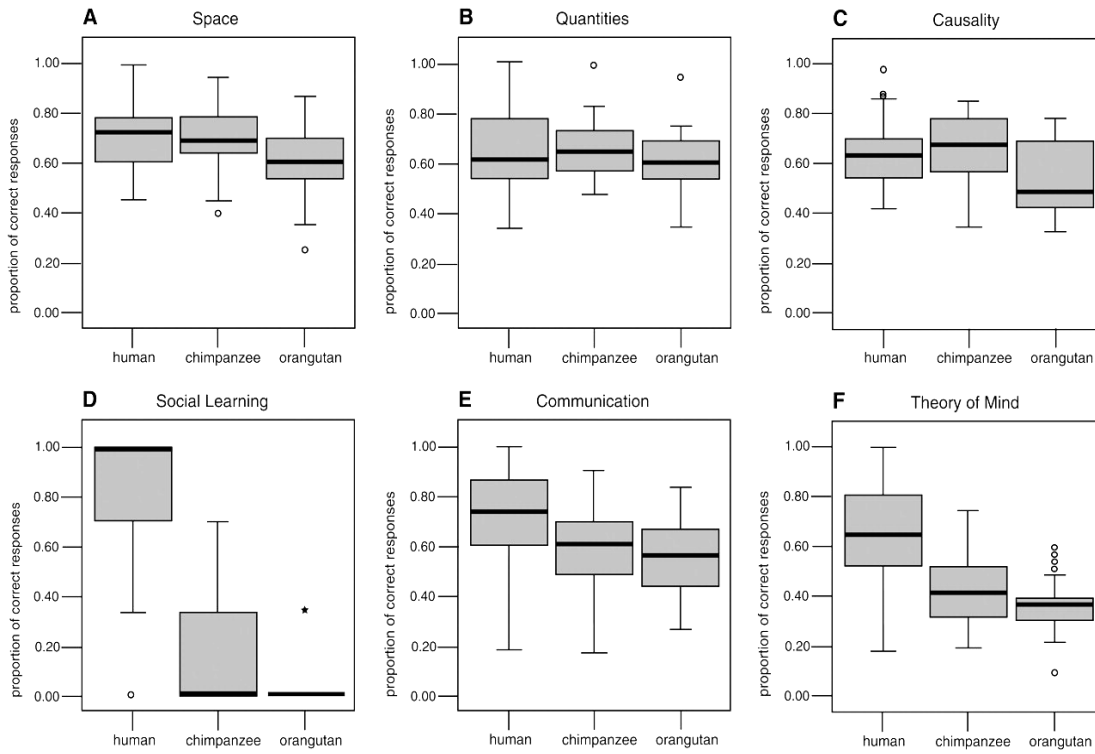 A Space
proportion of correct responses
1.00
0.80
0.60
0.40
0.20
0.00
human chimpanzee orangutan
B Quantities
proportion of correct responses
1.00
0.80
0.60
0.40
0.20
0.00
human chimpanzee orangutan
C Causality
proportion of correct responses
1.00
0.80
0.60
0.40
0.20
0.00
human chimpanzee orangutan
D Social Learning
proportion of correct responses
1.00
0.80
0.60
0.40
0.20
0.00
human chimpanzee orangutan
E Communication
proportion of correct responses
1.00
0.80
0.60
0.40
0.20
0.00
human chimpanzee orangutan
F Theory of Mind
proportion of correct responses
1.00
0.80
0.60
0.40
0.20
0.00
human chimpanzee orangutan